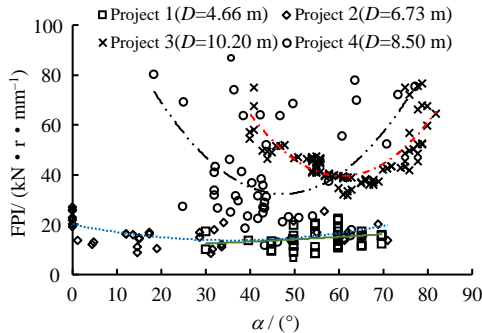 Project 1(D=4.66 m) Project 2(D=6.73 m)
Project 3(D=10.20 m) Project 4(D=8.50 m)
FPI/ (kN • r • mm⁻¹)
100
80
60
40
20
0
0 10 20 30 40 50 60 70 80 90
α / (°)